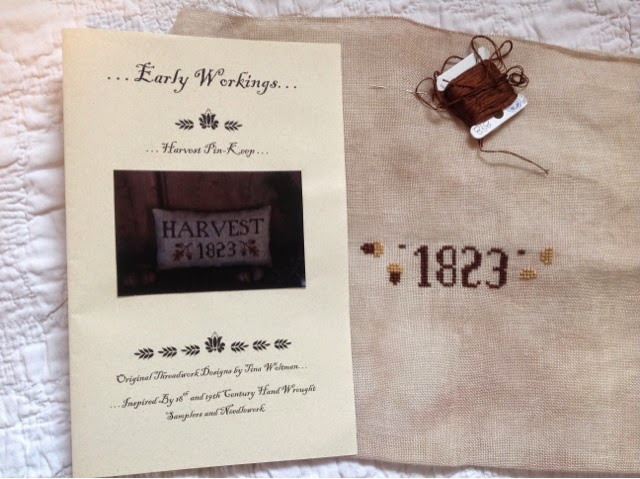 ...Early Workings...
...Harvest Pin-Keep...
HARVEST
1823
Original Threadwork Designs by Tina Woltman...
...Inspired By 18th and 19th Century Hand Wrought
Samplers and Needlework
1823